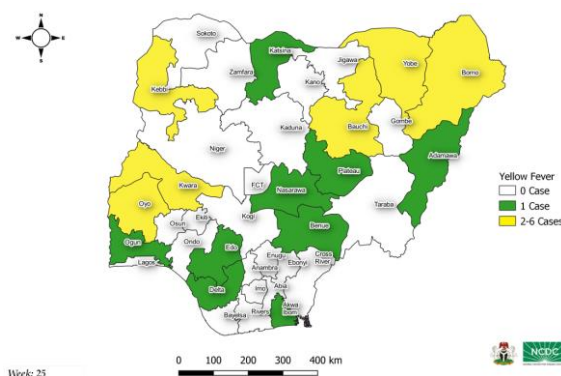 Sokoto
Katsina
Jigawa
Yobe
Borno
Zamfara
Kano
Kebbi
Kaduna
Bauchi
Gombe
Niger
Adamawa
Plateau
Kwara
FCT
Nasarawa
Taraba
Oyo
Kogi
Ekiti
Osun
Benue
Ogun
Ondo
Edo
Enugu
Ebonyi
Cross
River
Lagos
Anambra
Delta
Imo
Abia
Bayelsa
Rivers
Akwa
Ibom
Yellow Fever
0 Case
1 Case
2-6 Cases
Week: 25
0 100 200 300 400 km
NCDC